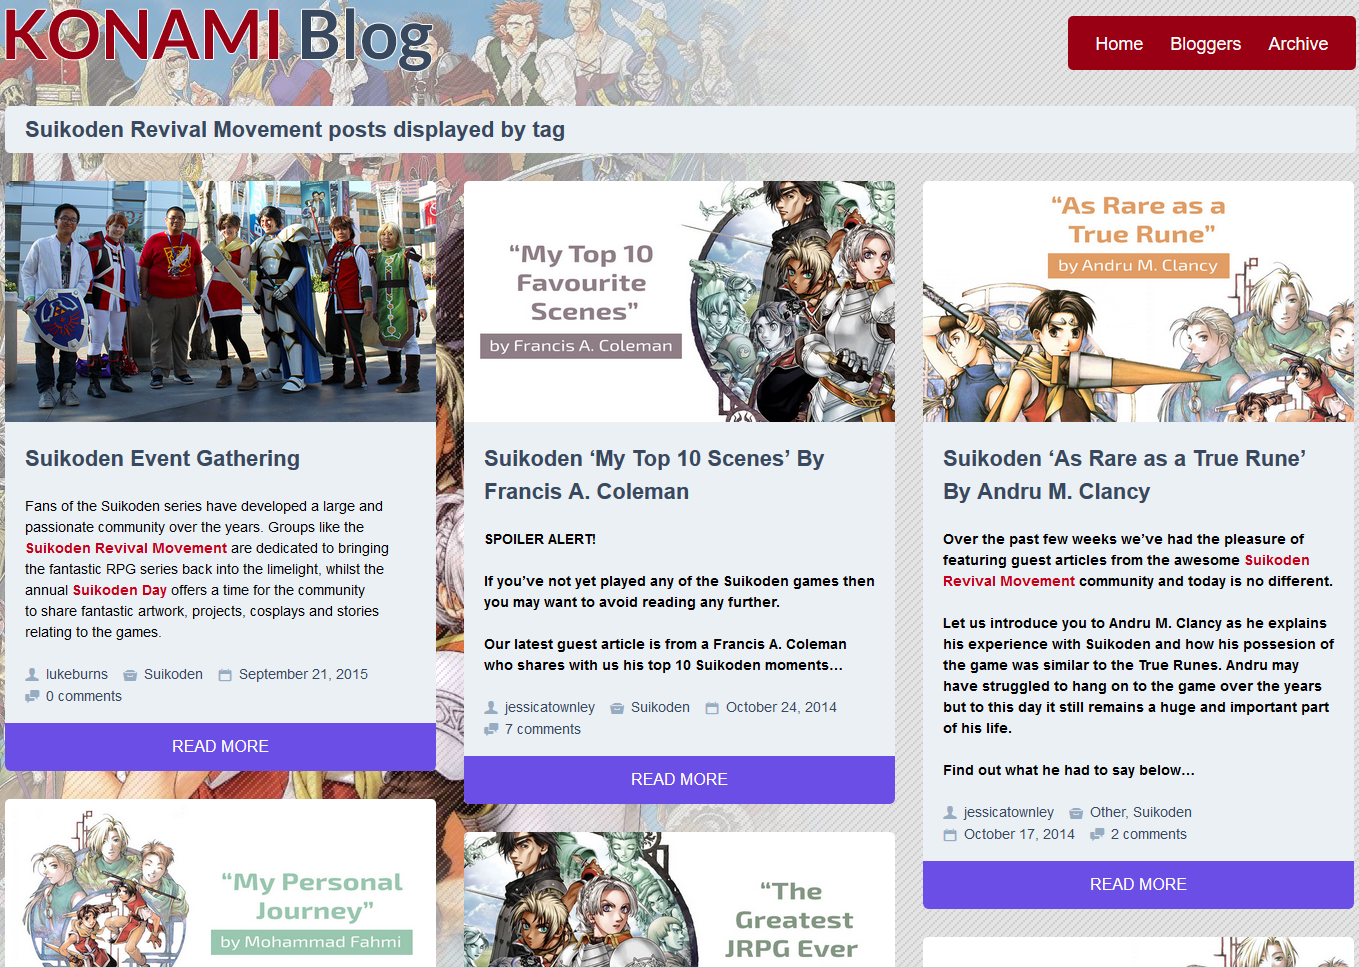 KONAMI Blog
Home Bloggers Archive
Suikoden Revival Movement posts displayed by tag
Suikoden Event Gathering
Fans of the Suikoden series have developed a large and
passionate community over the years. Groups like the
Suikoden Revival Movement are dedicated to bringing
the fantastic RPG series back into the limelight, whilst the
annual Suikoden Day offers a time for the community
to share fantastic artwork, projects, cosplays and stories
relating to the games.
lukeburns Suikoden September 21, 2015
0 comments
READ MORE
“My Personal
Journey”
by Mohammad Fahmi
“My Top 10
Favourite
Scenes”
by Francis A. Coleman
Suikoden ‘My Top 10 Scenes’ By
Francis A. Coleman
SPOILER ALERT!
If you’ve not yet played any of the Suikoden games then
you may want to avoid reading any further.
Our latest guest article is from a Francis A. Coleman
who shares with us his top 10 Suikoden moments…
jessicatownley Suikoden October 24, 2014
7 comments
READ MORE
“The
Greatest
JRPG Ever
“As Rare as a
True Rune”
by Andru M. Clancy
Suikoden ‘As Rare as a True Rune’
By Andru M. Clancy
Over the past few weeks we’ve had the pleasure of
featuring guest articles from the awesome Suikoden
Revival Movement community and today is no different.
Let us introduce you to Andru M. Clancy as he explains
his experience with Suikoden and how his possesion of
the game was similar to the True Runes. Andru may
have struggled to hang on to the game over the years
but to this day it still remains a huge and important part
of his life.
Find out what he had to say below…
jessicatownley Other, Suikoden
October 17, 2014 2 comments
READ MORE